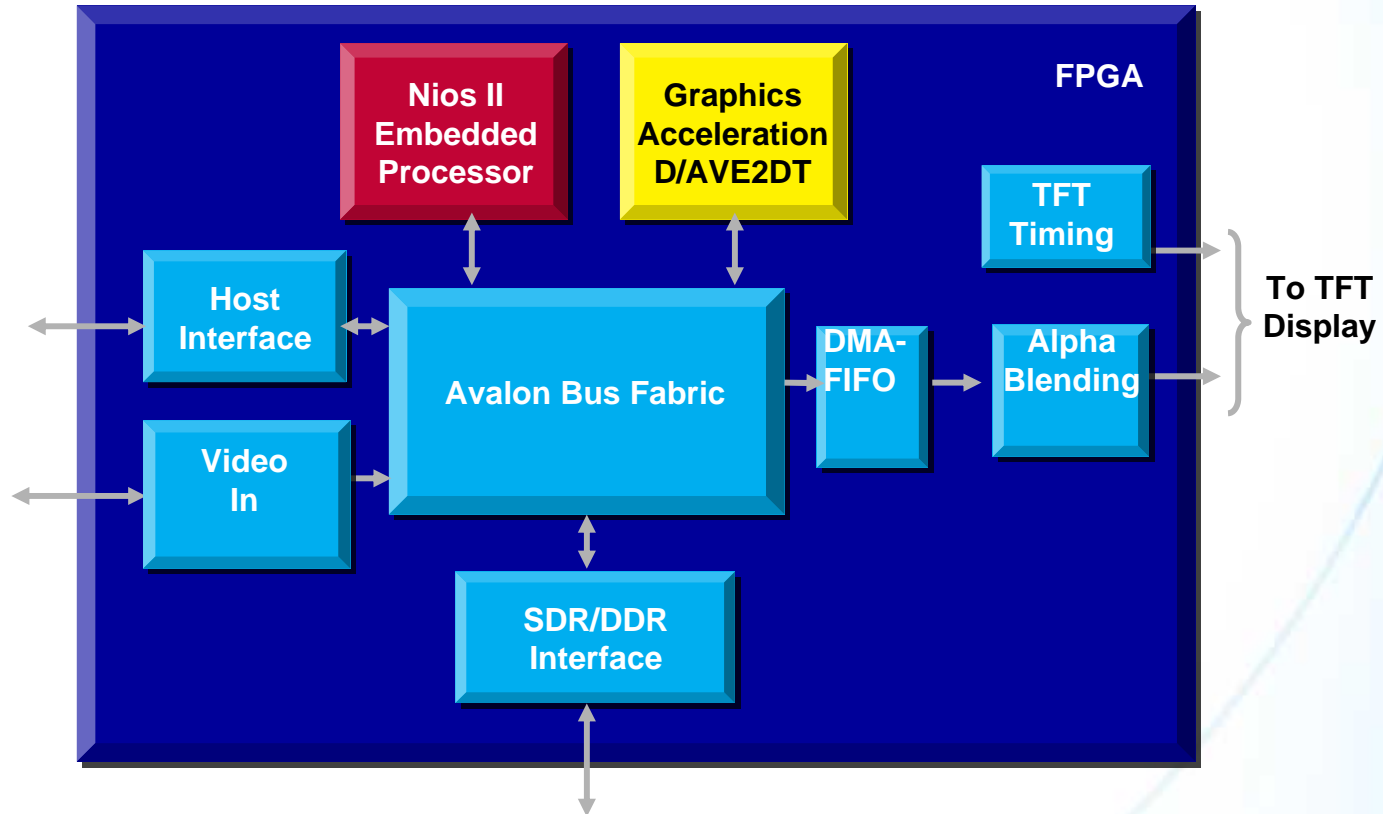 FPGA
Nios II
Embedded
Processor
Graphics
Acceleration
D/AVE2DT
TFT
Timing
To TFT
Display
Host
Interface
Avalon Bus Fabric
DMA-
FIFO
Alpha
Blending
Video
In
SDR/DDR
Interface